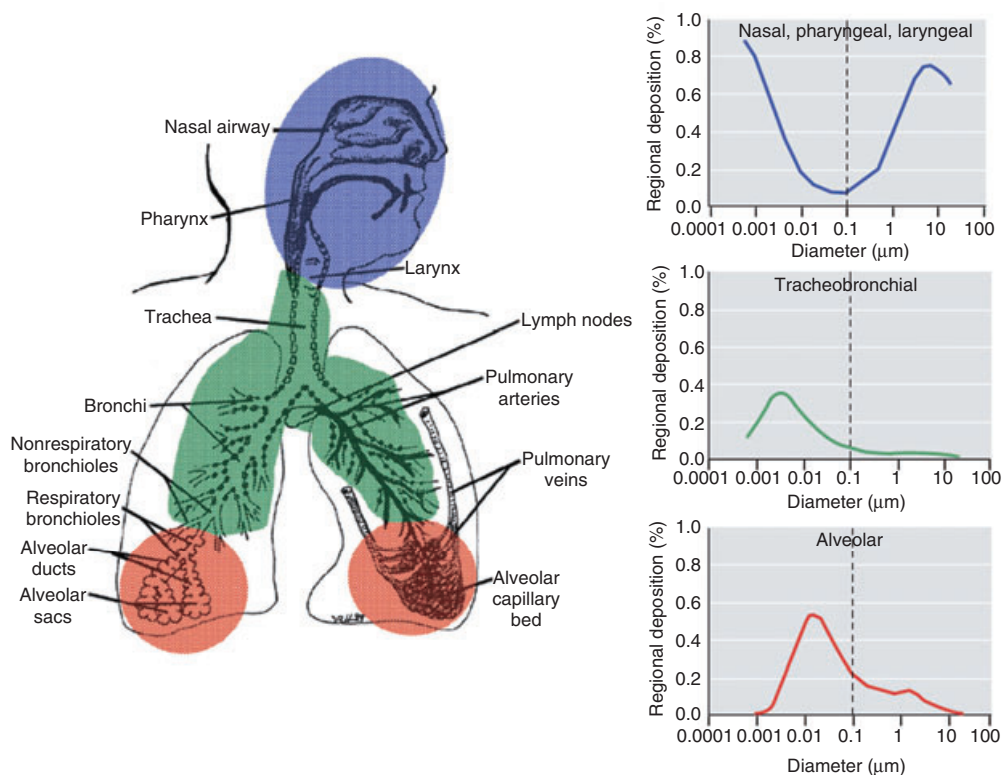 Nasal airway
Pharynx
Larynx
Trachea
Lymph nodes
Bronchi
Pulmonary
arteries
Nonrespiratory
bronchioles
Pulmonary
veins
Respiratory
bronchioles
Alveolar
ducts
Alveolar
sacs
Alveolar
capillary
bed
Nasal, pharyngeal, laryngeal
Regional deposition (%)
1.0
0.8
0.6
0.4
0.2
0.0
0.0001 0.001 0.01 0.1 1 10 100
Diameter (μm)
Tracheobronchial
Regional deposition (%)
1.0
0.8
0.6
0.4
0.2
0.0
0.0001 0.001 0.01 0.1 1 10 100
Diameter (μm)
Alveolar
Regional deposition (%)
1.0
0.8
0.6
0.4
0.2
0.0
0.0001 0.001 0.01 0.1 1 10 100
Diameter (μm)